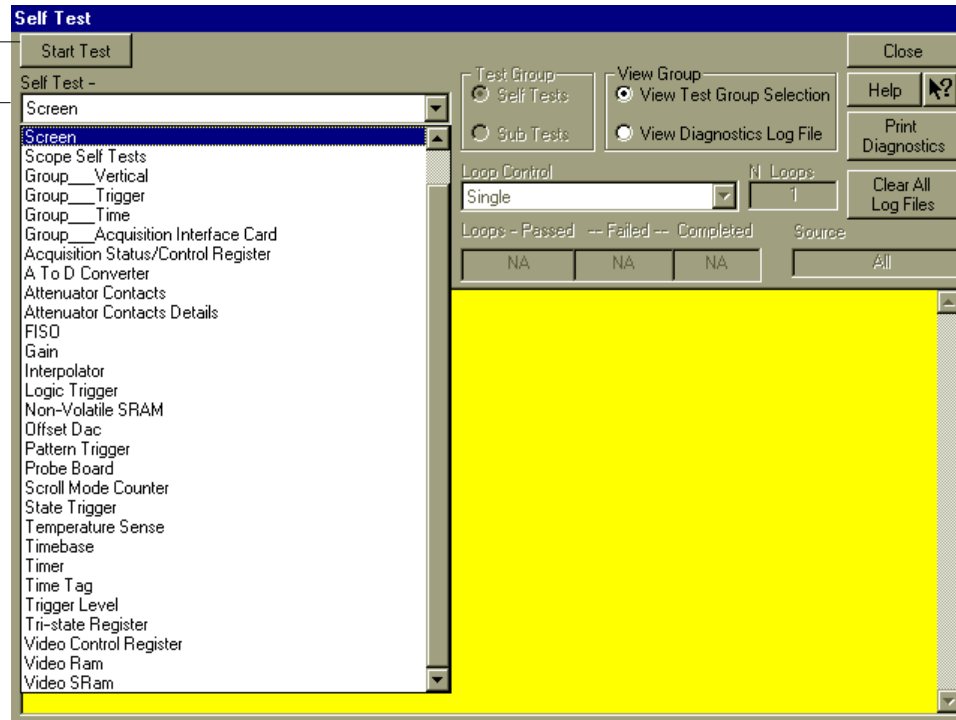 Self Test
Start Test
Close
Self Test -
Screen
Test Group
Self Tests
Sub Tests
View Group
View Test Group Selection
View Diagnostics Log File
Help
Print
Diagnostics
Clear All
Log Files
Loop Control
N Loops
Single
1
Loops - Passed -- Failed -- Completed
Source
NA
NA
NA
All
Screen
Scope Self Tests
Group___Vertical
Group___Trigger
Group___Time
Group___Acquisition Interface Card
Acquisition Status/Control Register
A To D Converter
Attenuator Contacts
Attenuator Contacts Details
FISO
Gain
Interpolator
Logic Trigger
Non-Volatile SRAM
Offset Dac
Pattern Trigger
Probe Board
Scroll Mode Counter
State Trigger
Temperature Sense
Timebase
Timer
Time Tag
Trigger Level
Tri-state Register
Video Control Register
Video Ram
Video SRam